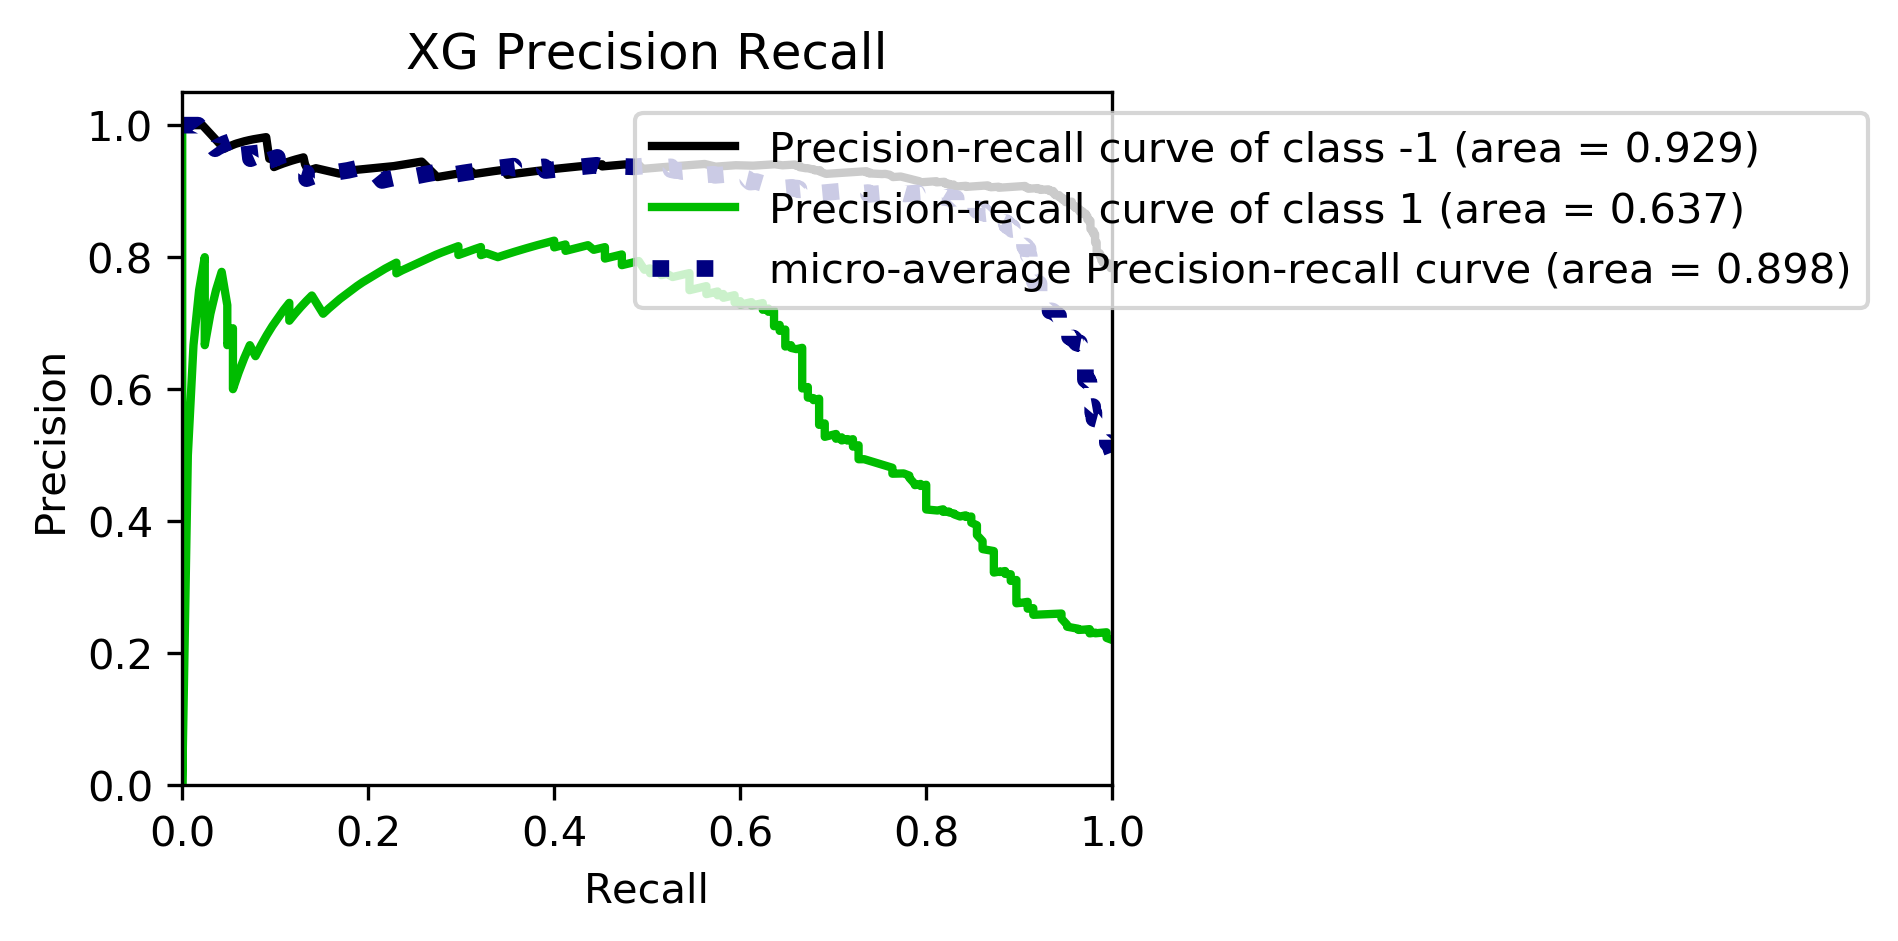 XG Precision Recall
1.0
0.8
0.6
0.4
0.2
0.0
Precision
Precision-recall curve of class -1 (area = 0.929)
Precision-recall curve of class 1 (area = 0.637)
micro-average Precision-recall curve (area = 0.898)
0.0 0.2 0.4 0.6 0.8 1.0
Recall